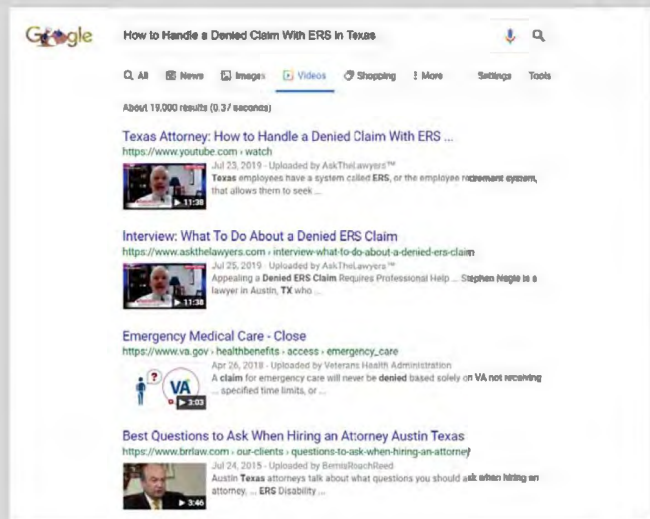 Google
How to Handle a Denied Claim With ERS in Texas
All News Images Videos Shopping More Settings Tools
About 19,000 results (0.37 seconds)
Texas Attorney: How to Handle a Denied Claim With ERS ...
https://www.youtube.com › watch
Jul 23, 2019 - Uploaded by AskTheLawyers™
Texas employees have a system called ERS, or the employee retirement system,
that allows them to seek ...
11:38
Interview: What To Do About a Denied ERS Claim
https://www.askthelawyers.com › interview-what-to-do-about-a-denied-ers-claim
Jul 25, 2019 - Uploaded by AskTheLawyers™
Appealing a Denied ERS Claim Requires Professional Help ... Stephen Nagle is a
lawyer in Austin, TX who ...
11:38
Emergency Medical Care - Close
https://www.va.gov › healthbenefits › access › emergency_care
Apr 26, 2018 - Uploaded by Veterans Health Administration
A claim for emergency care will never be denied based solely on VA not receiving
... specified time limits, or ...
? VA
3:03
Best Questions to Ask When Hiring an Attorney Austin Texas
https://www.brrlaw.com › our-clients › questions-to-ask-when-hiring-an-attorney
Jul 24, 2015 - Uploaded by BemisRoachReed
Austin Texas attorneys talk about what questions you should ask when hiring an
attorney, ... ERS Disability ...
3:46